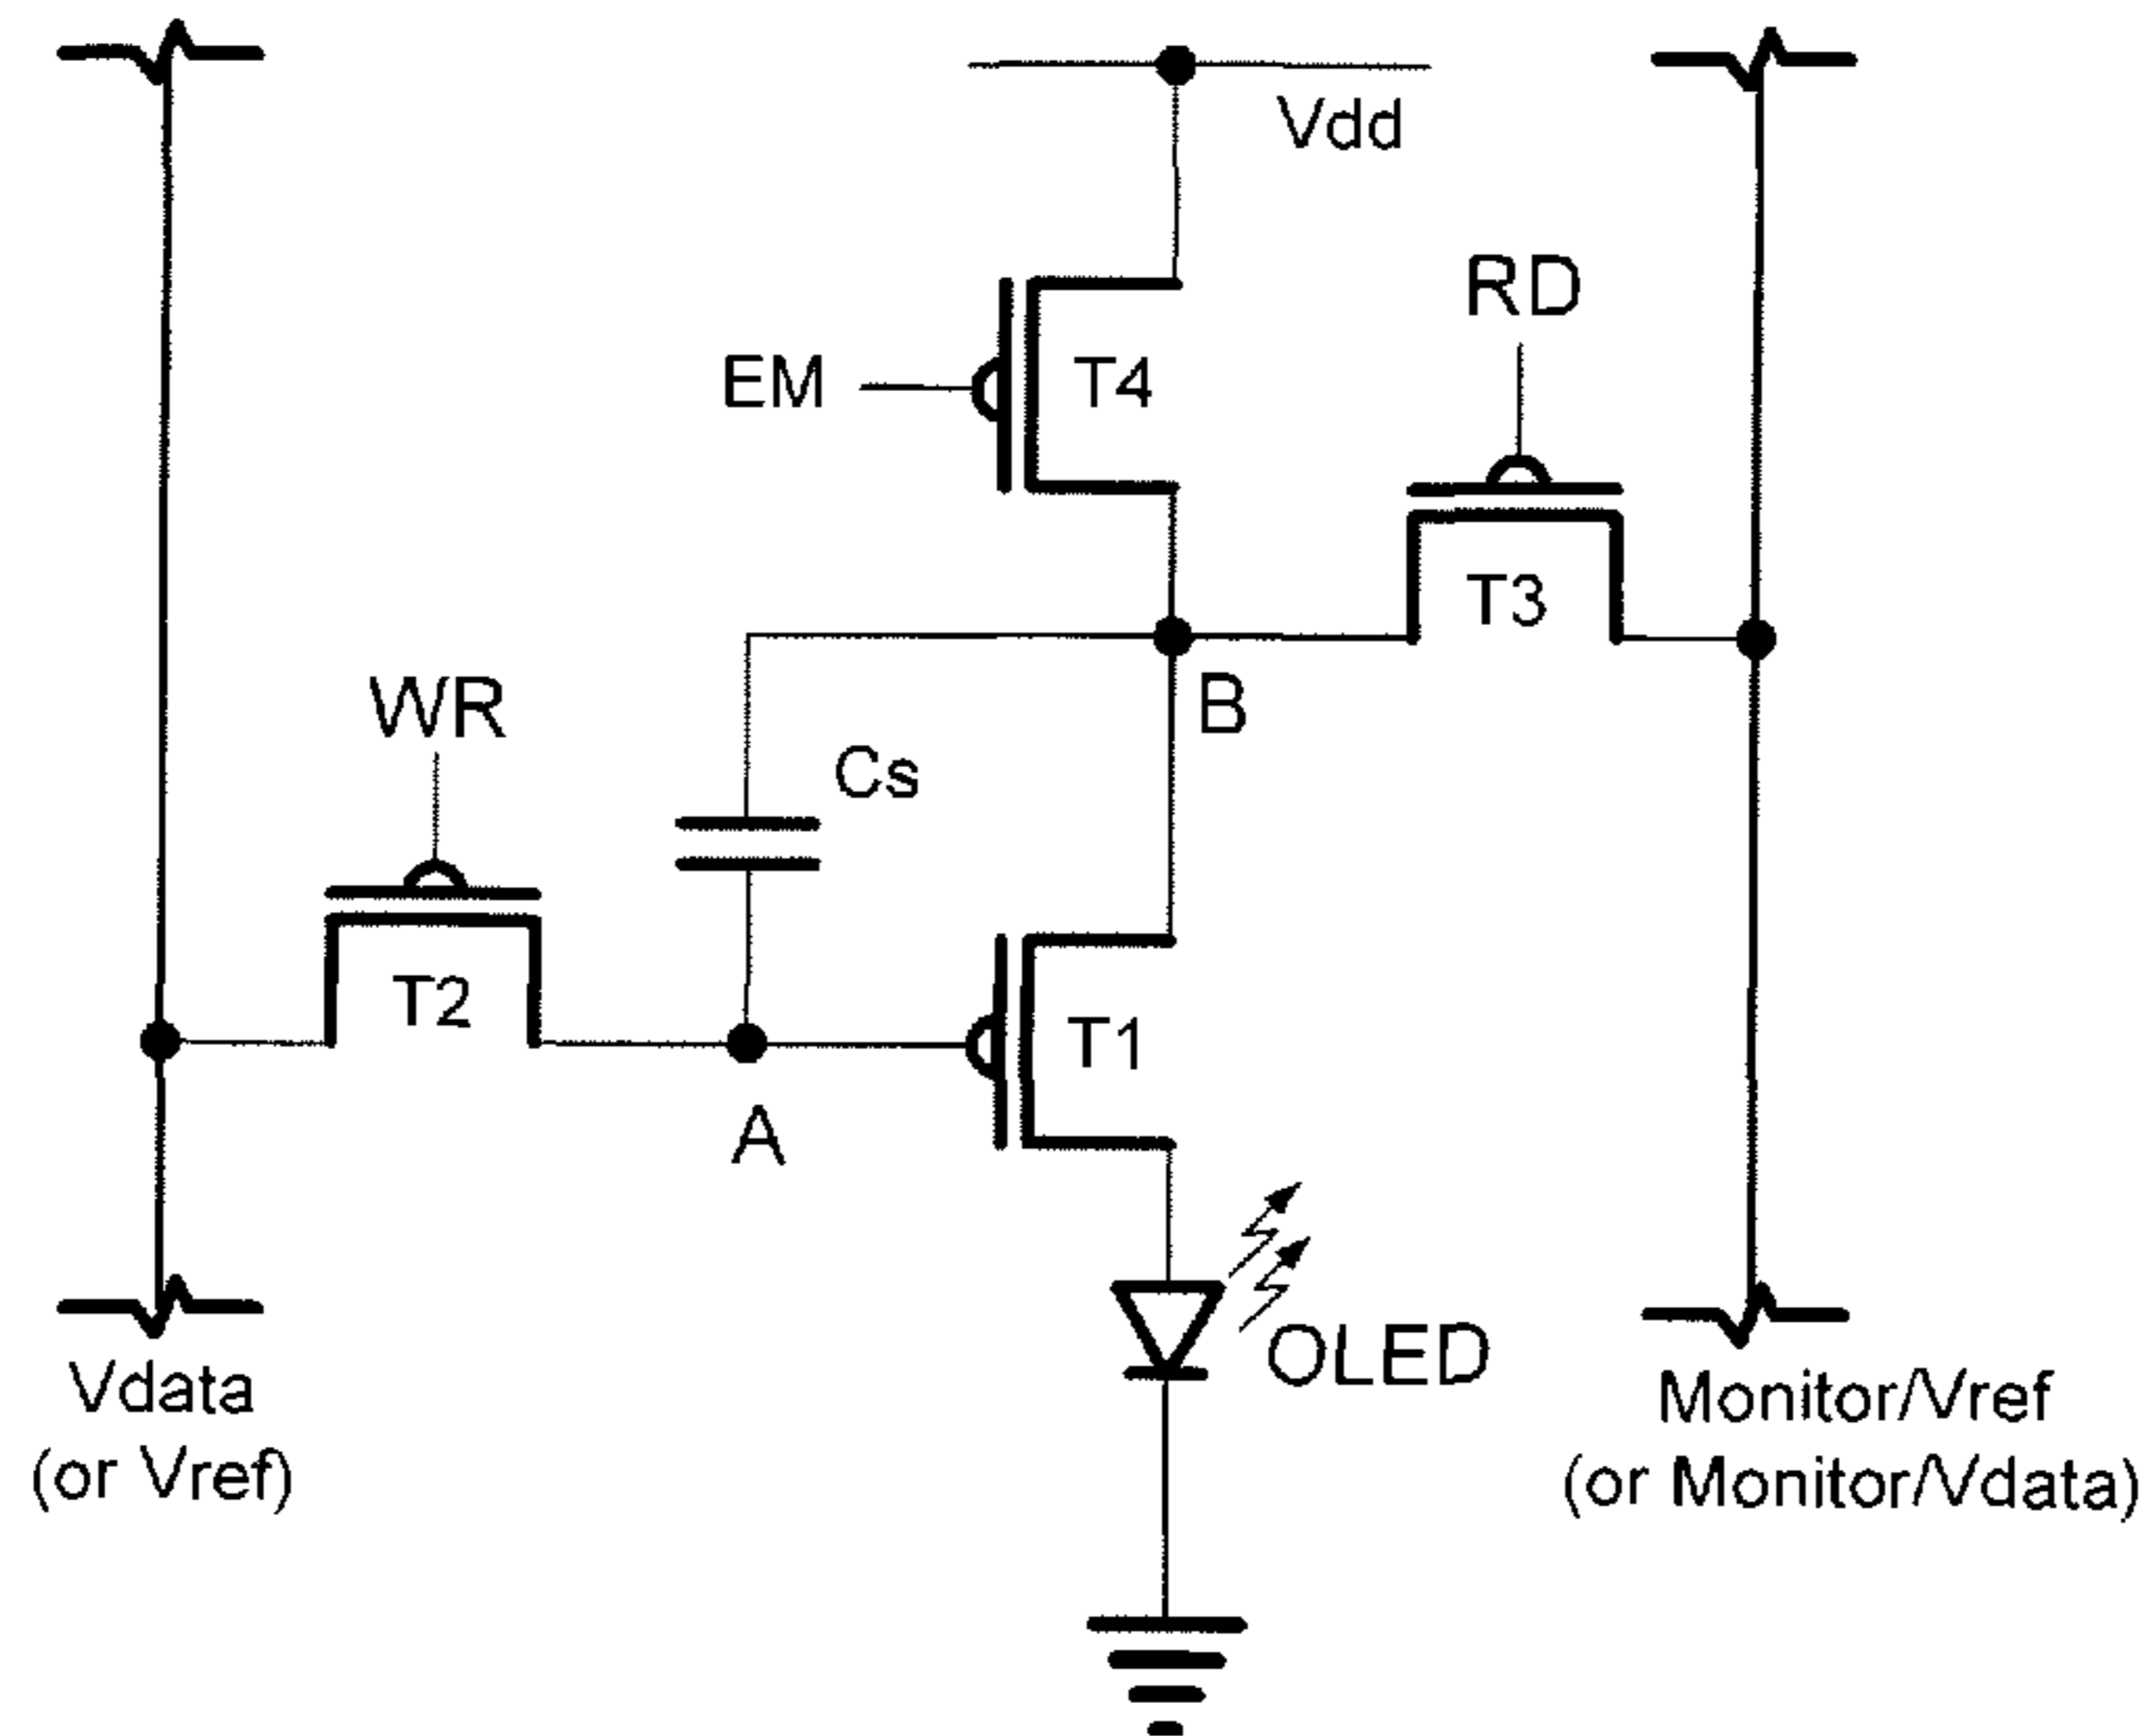 Vdd
RD
EM
T4
T3
WR
B
Cs
T2
T1
A
OLED
Vdata
(or Vref)
Monitor/Vref
(or Monitor/Vdata)